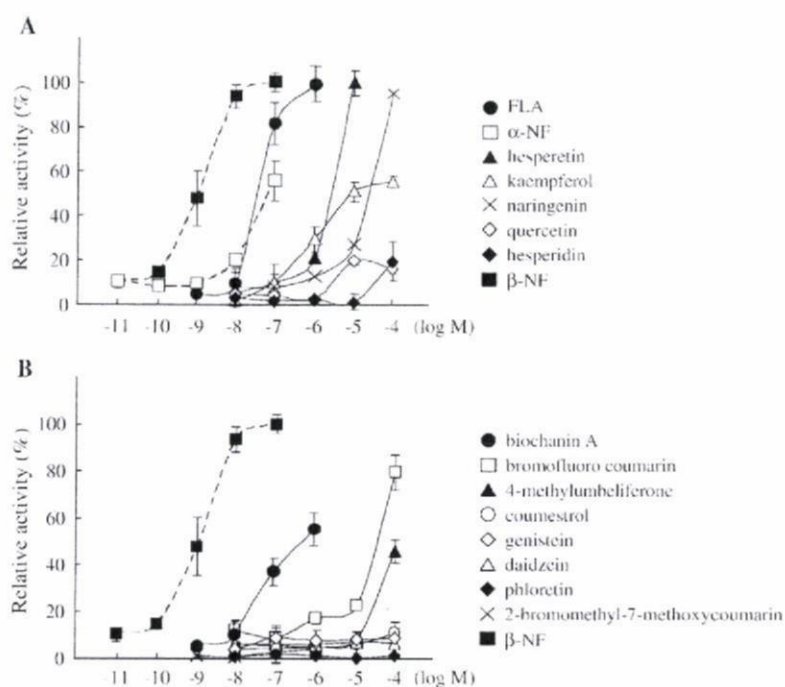 A
Relative activity (%)
100
80
60
40
20
0
-11 -10 -9 -8 -7 -6 -5 -4 (log M)
FLA
α-NF
hesperetin
kaempferol
naringenin
quercetin
hesperidin
β-NF
B
Relative activity (%)
100
80
60
40
20
0
-11 -10 -9 -8 -7 -6 -5 -4 (log M)
biochanin A
bromofluoro coumarin
4-methylumbeliferone
coumestrol
genistein
daidzein
phloretin
2-bromomethyl-7-methoxycoumarin
β-NF